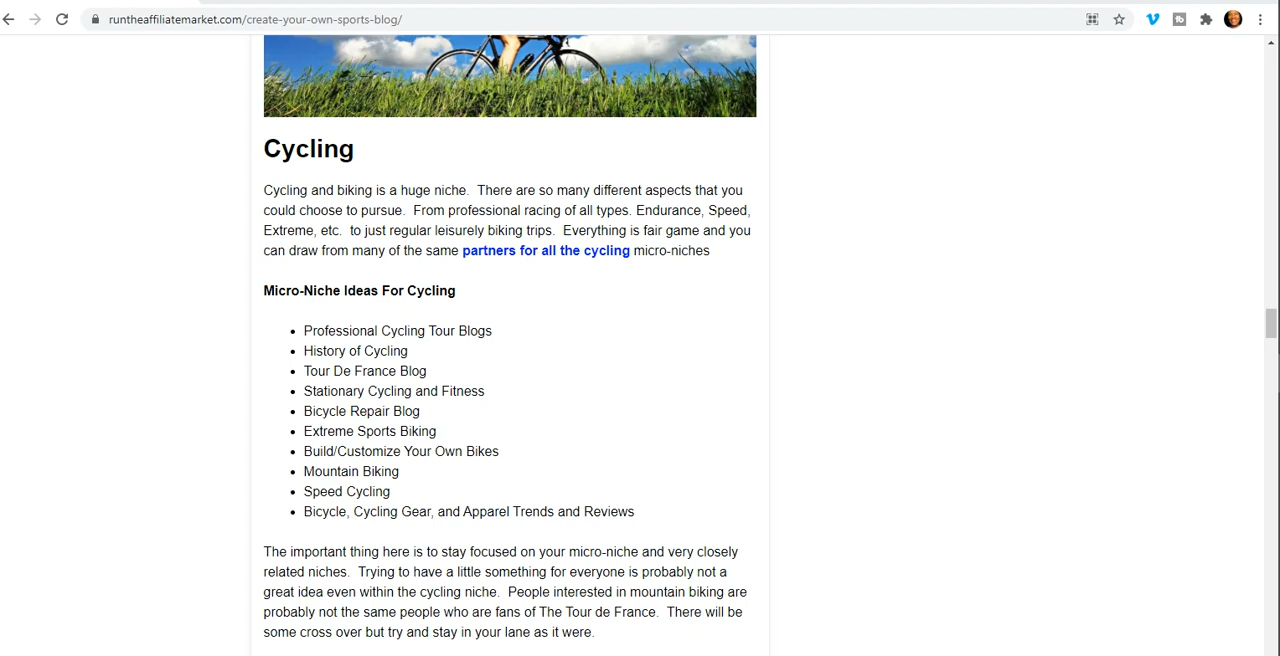 runtheaffiliatemarket.com/create-your-own-sports-blog/
Cycling
Cycling and biking is a huge niche.  There are so many different aspects that you
could choose to pursue.  From professional racing of all types. Endurance, Speed,
Extreme, etc.  to just regular leisurely biking trips.  Everything is fair game and you
can draw from many of the same partners for all the cycling micro-niches
Micro-Niche Ideas For Cycling
• Professional Cycling Tour Blogs
• History of Cycling
• Tour De France Blog
• Stationary Cycling and Fitness
• Bicycle Repair Blog
• Extreme Sports Biking
• Build/Customize Your Own Bikes
• Mountain Biking
• Speed Cycling
• Bicycle, Cycling Gear, and Apparel Trends and Reviews
The important thing here is to stay focused on your micro-niche and very closely
related niches.  Trying to have a little something for everyone is probably not a
great idea even within the cycling niche.  People interested in mountain biking are
probably not the same people who are fans of The Tour de France.  There will be
some cross over but try and stay in your lane as it were.